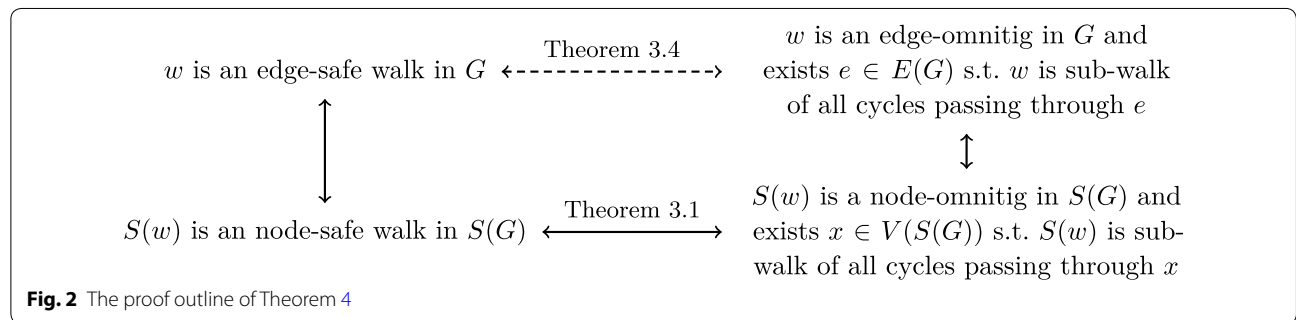 w is an edge-safe walk in G
Theorem 3.4
w is an edge-omnitig in G and
exists e ∈ E(G) s.t. w is sub-walk
of all cycles passing through e
S(w) is an node-safe walk in S(G)
Theorem 3.1
S(w) is a node-omnitig in S(G) and
exists x ∈ V(S(G)) s.t. S(w) is sub-
walk of all cycles passing through x
Fig. 2 The proof outline of Theorem 4